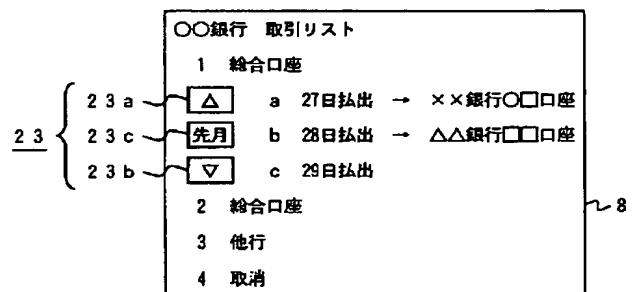 〇〇銀行 取引リスト
1 総合口座
23a △ a 27日払出 → ××銀行〇□口座
23 23c 先月 b 28日払出 → △△銀行□□口座
23b ▽ c 29日払出
2 総合口座 8
3 他行
4 取消